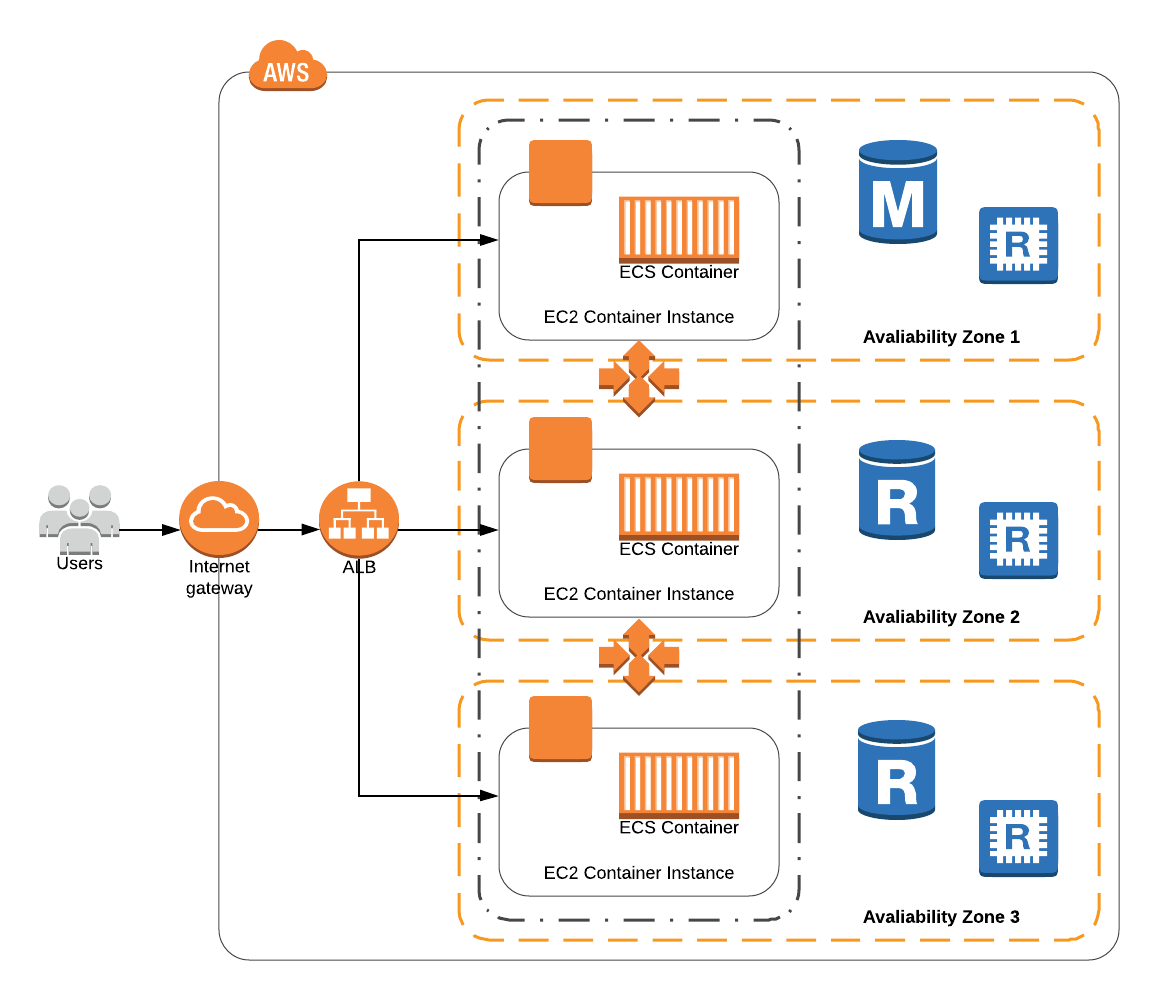 AWS
M
R
ECS Container
EC2 Container Instance
Avaliability Zone 1
R
R
ECS Container
EC2 Container Instance
Avaliability Zone 2
Users
Internet
gateway
ALB
R
R
ECS Container
EC2 Container Instance
Avaliability Zone 3